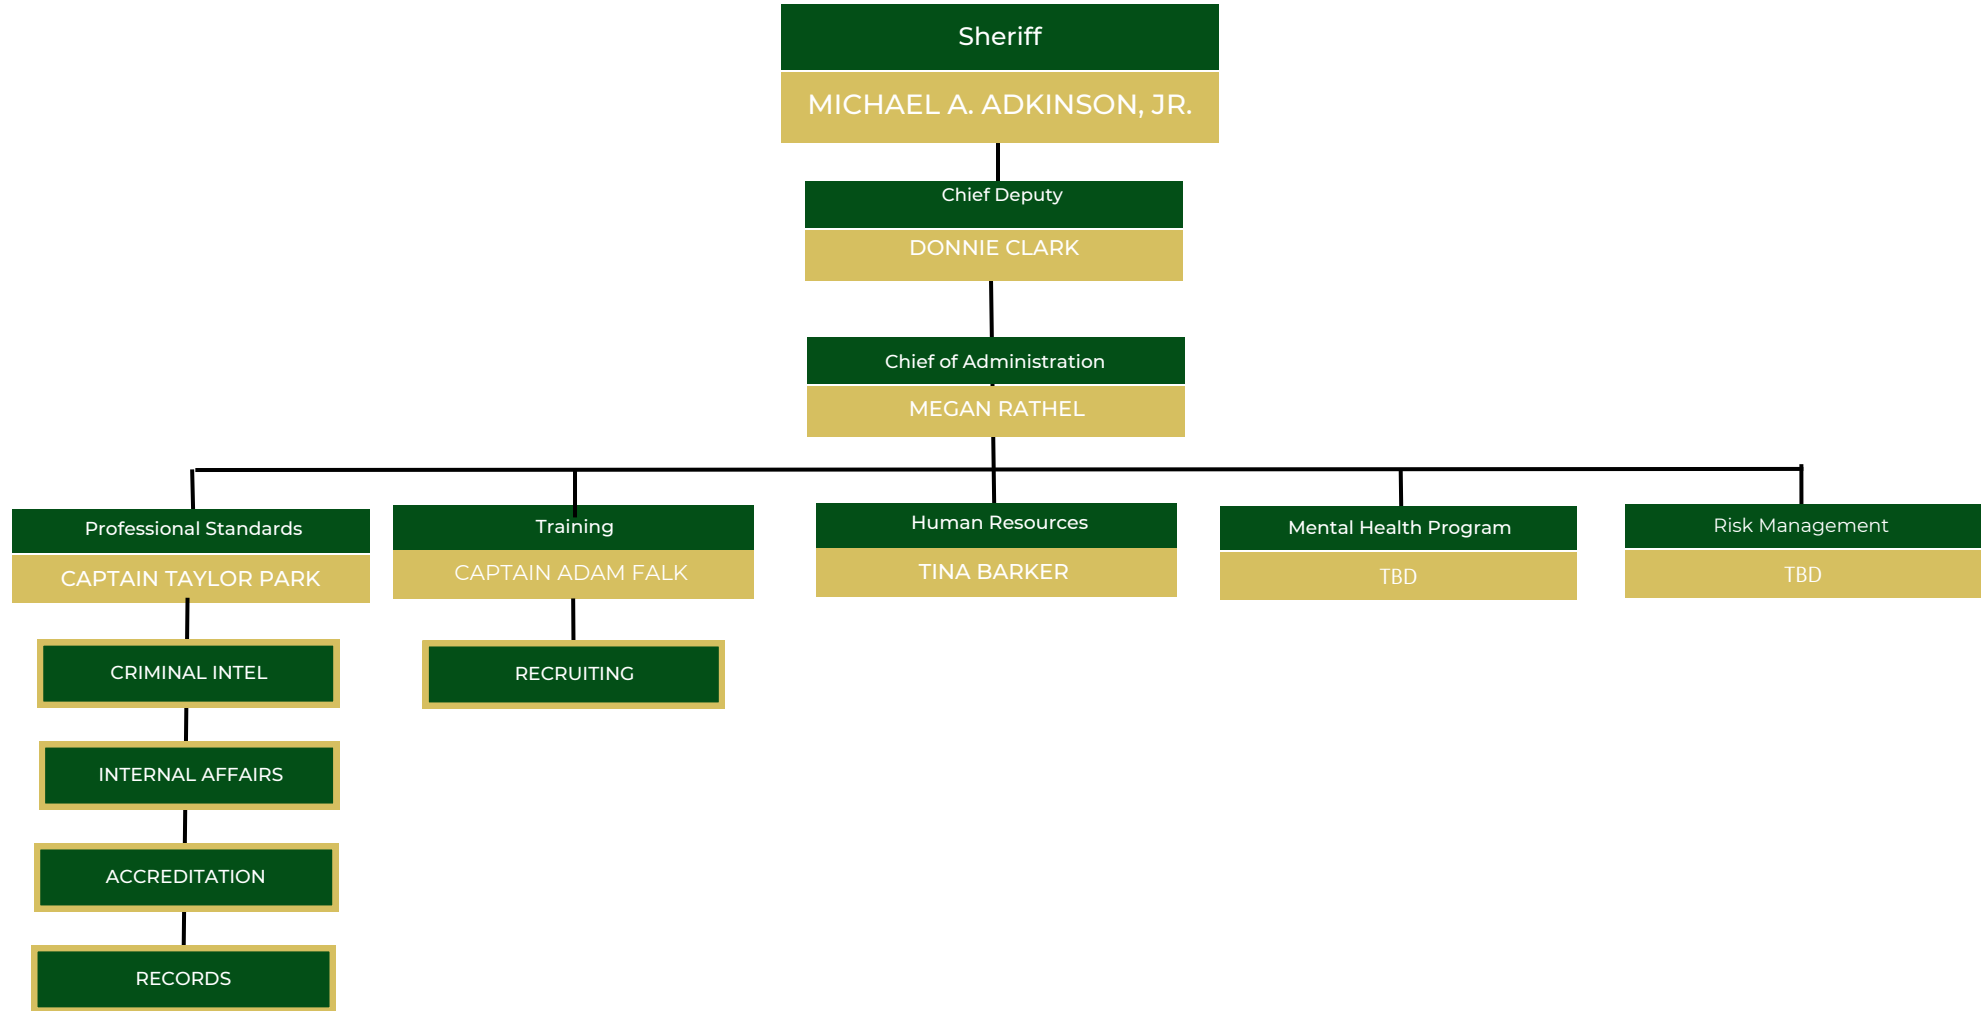 Sheriff
MICHAEL A. ADKINSON, JR.
Chief Deputy
DONNIE CLARK
Chief of Administration
MEGAN RATHEL
Professional Standards
CAPTAIN TAYLOR PARK
CRIMINAL INTEL
INTERNAL AFFAIRS
ACCREDITATION
RECORDS
Training
CAPTAIN ADAM FALK
RECRUITING
Human Resources
TINA BARKER
Mental Health Program
TBD
Risk Management
TBD